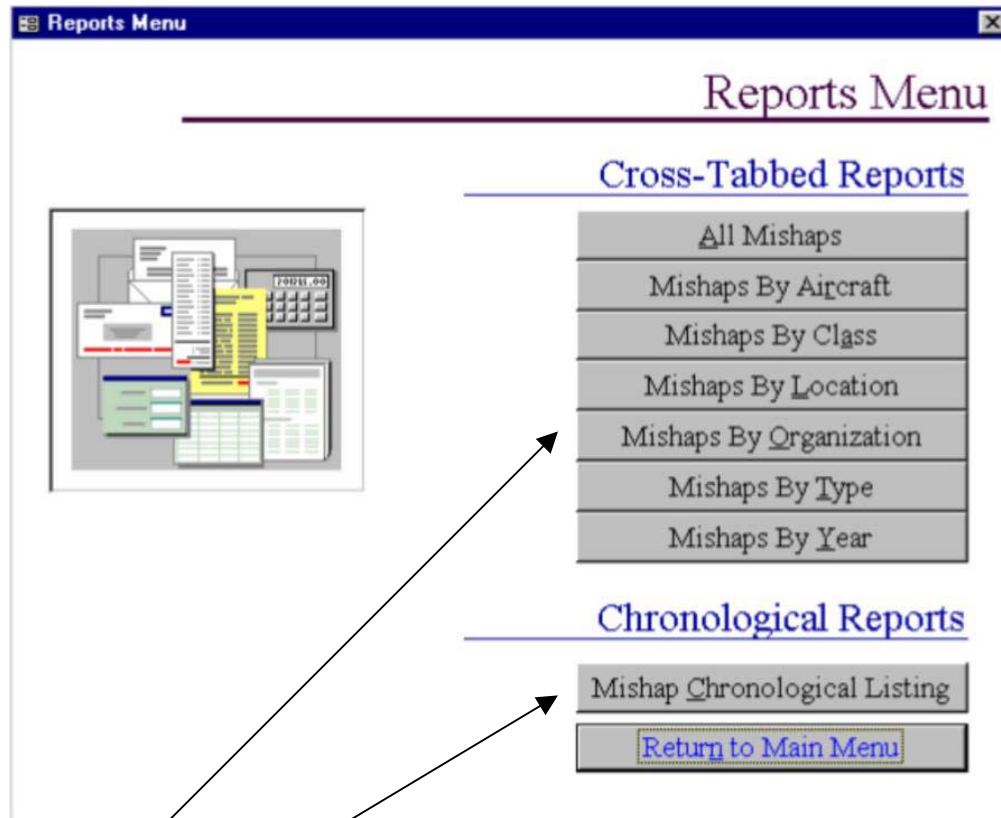 Reports Menu
Reports Menu
Cross-Tabbed Reports
All Mishaps
Mishaps By Aircraft
Mishaps By Class
Mishaps By Location
Mishaps By Organization
Mishaps By Type
Mishaps By Year
Chronological Reports
Mishap Chronological Listing
Return to Main Menu